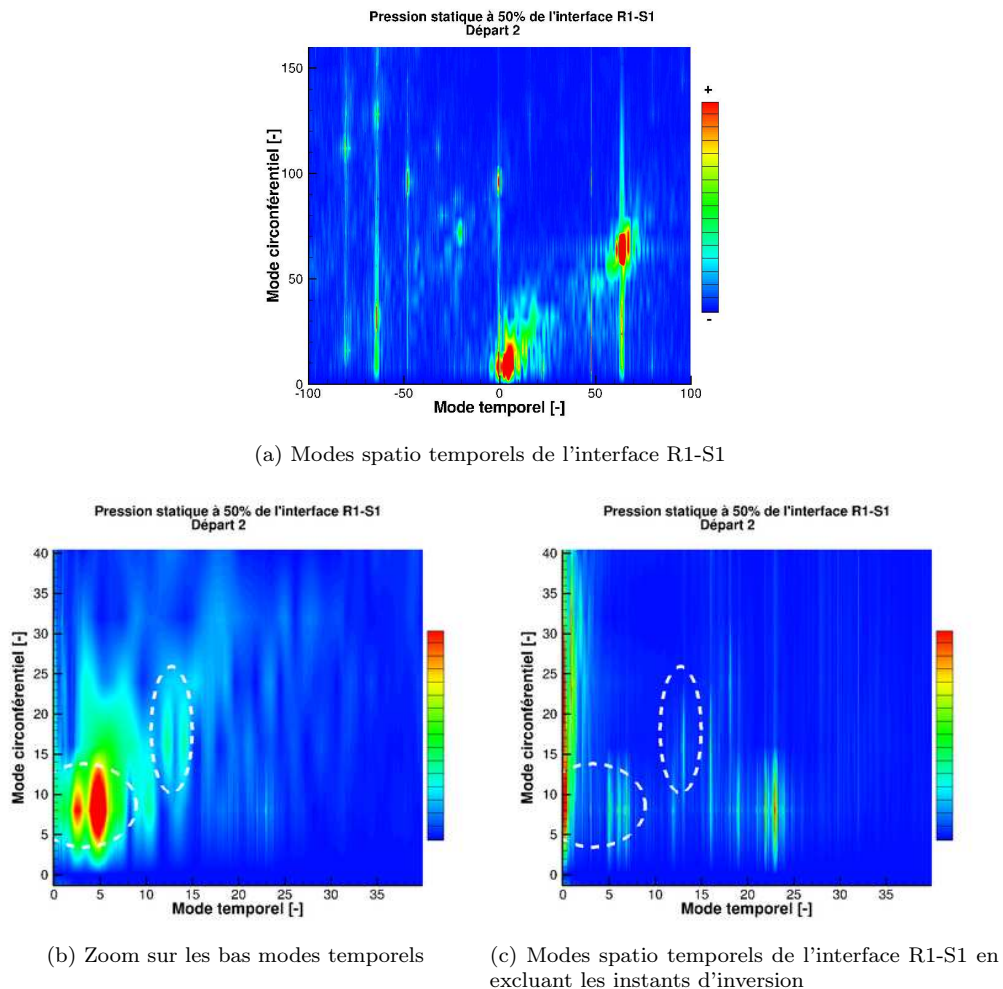 Pression statique à 50% de l'interface R1-S1
Départ 2
Mode circonférentiel [-]
150
100
50
0
-100
-50
0
50
100
Mode temporel [-]
+
-
(a) Modes spatio temporels de l'interface R1-S1
Pression statique à 50% de l'interface R1-S1
Départ 2
Mode circonférentiel [-]
40
35
30
25
20
15
10
5
0
0
5
10
15
20
25
30
35
Mode temporel [-]
(b) Zoom sur les bas modes temporels
Pression statique à 50% de l'interface R1-S1
Départ 2
Mode circonférentiel [-]
40
35
30
25
20
15
10
5
0
0
5
10
15
20
25
30
35
Mode temporel [-]
(c) Modes spatio temporels de l'interface R1-S1 en
excluant les instants d'inversion